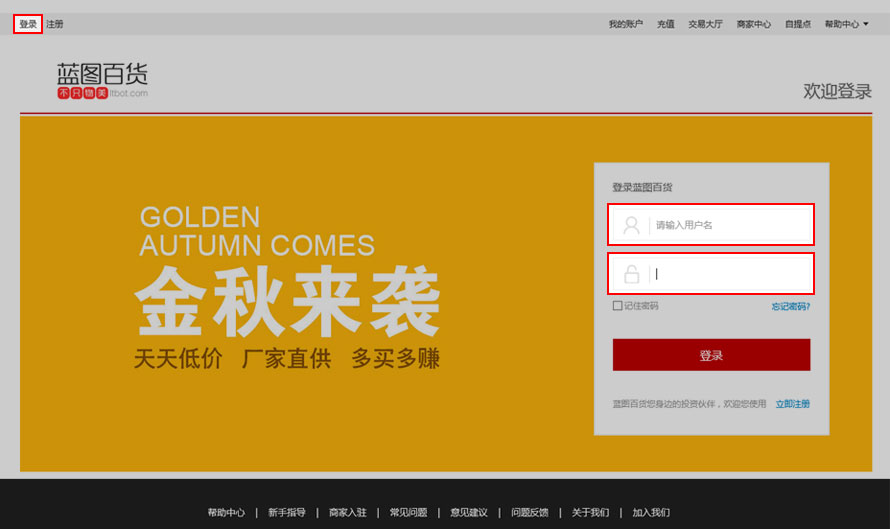 登录 注册 我的账户 充值 交易大厅 商家中心 自提点 帮助中心
蓝图百货
不只物美 itbot.com
欢迎登录
GOLDEN
AUTUMN COMES
金秋来袭
天天低价 厂家直供 多买多赚
登录蓝图百货
请输入用户名
记住密码 忘记密码?
登录
蓝图百货您身边的投资伙伴，欢迎您使用 立即注册
帮助中心 | 新手指导 | 商家入驻 | 常见问题 | 意见建议 | 问题反馈 | 关于我们 | 加入我们